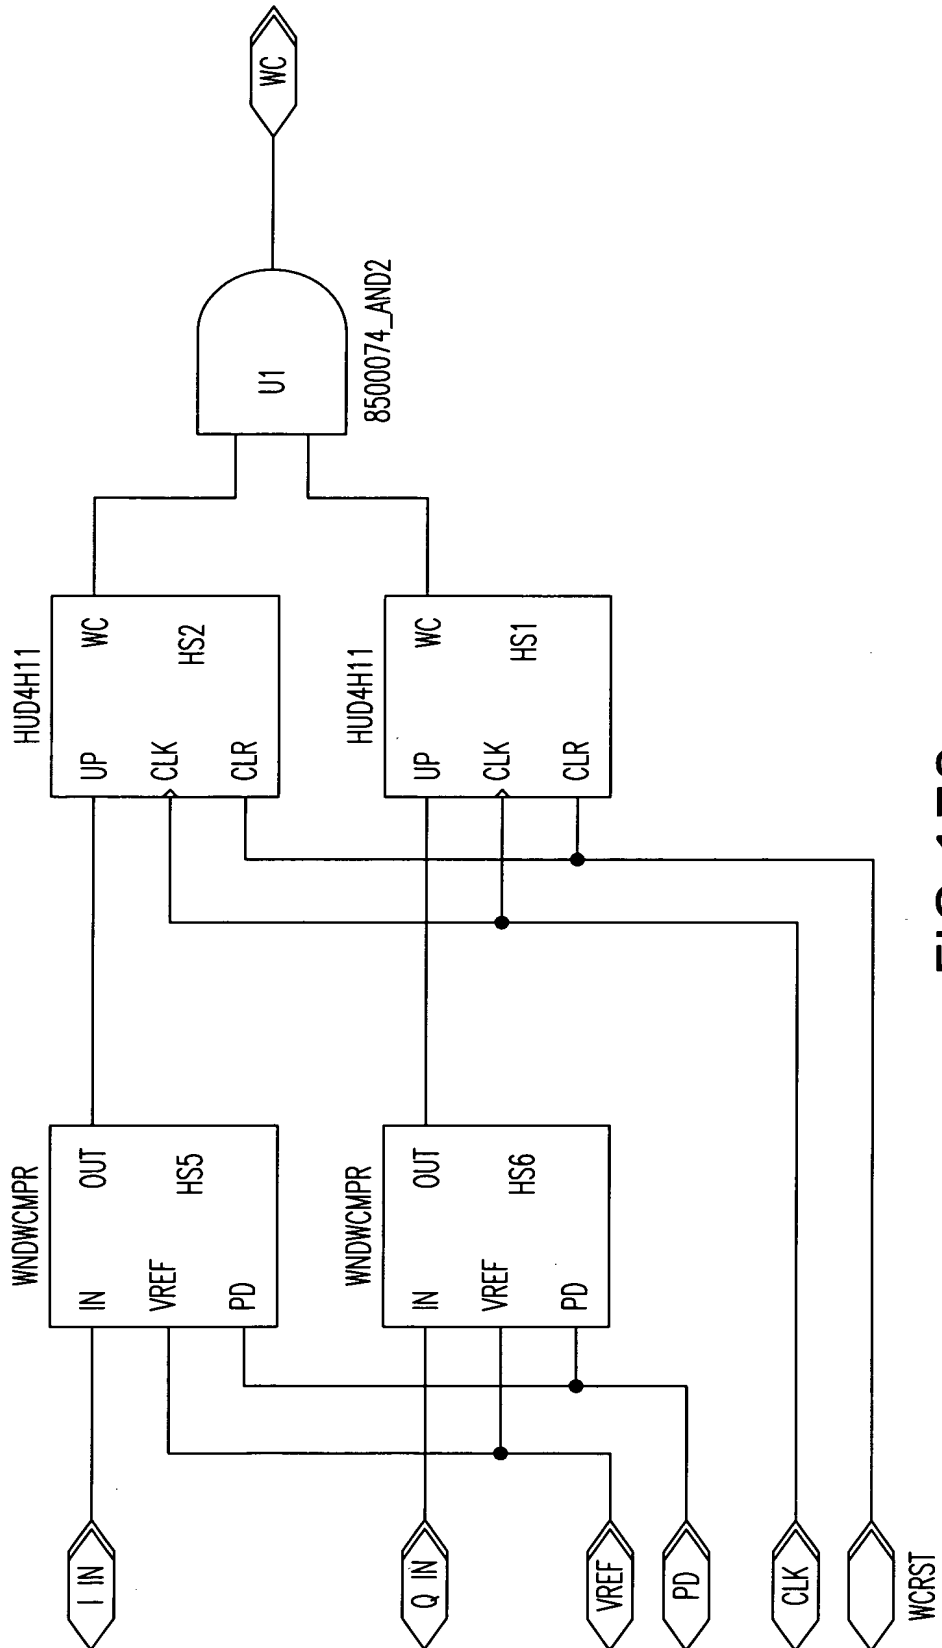 I IN
Q IN
VREF
PD
CLK
WCRST
WNDWCMPR
IN
OUT
VREF
HS5
PD
WNDWCMPR
IN
OUT
VREF
HS6
PD
HUD4H11
UP
WC
CLK
HS2
CLR
HUD4H11
UP
WC
CLK
HS1
CLR
U1
8500074_AND2
WC